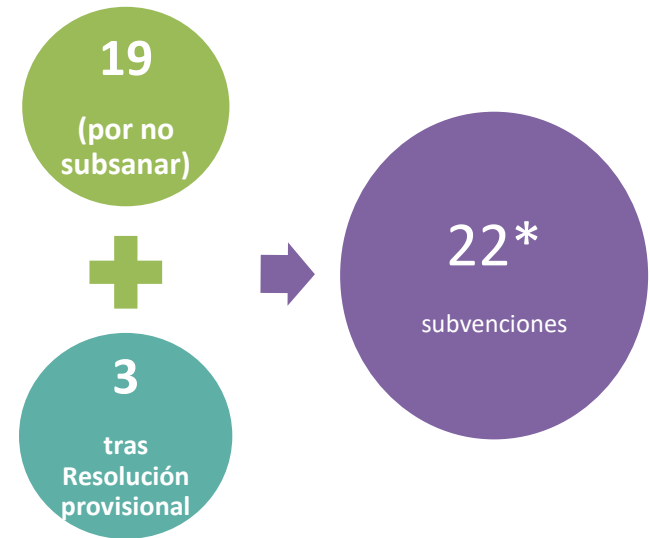 19
(por no
subsanar)
3
tras
Resolución
provisional
22*
subvenciones